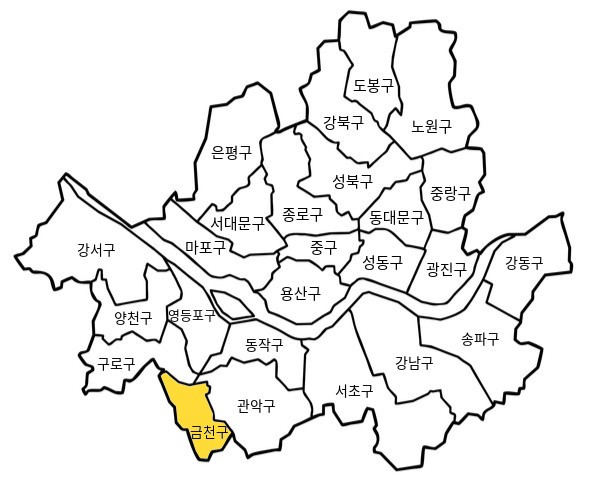 도봉구
강북구
노원구
은평구
성북구
중랑구
서대문구
종로구
동대문구
마포구
중구
강서구
성동구
광진구
강동구
용산구
양천구
영등포구
동작구
송파구
구로구
강남구
서초구
관악구
금천구